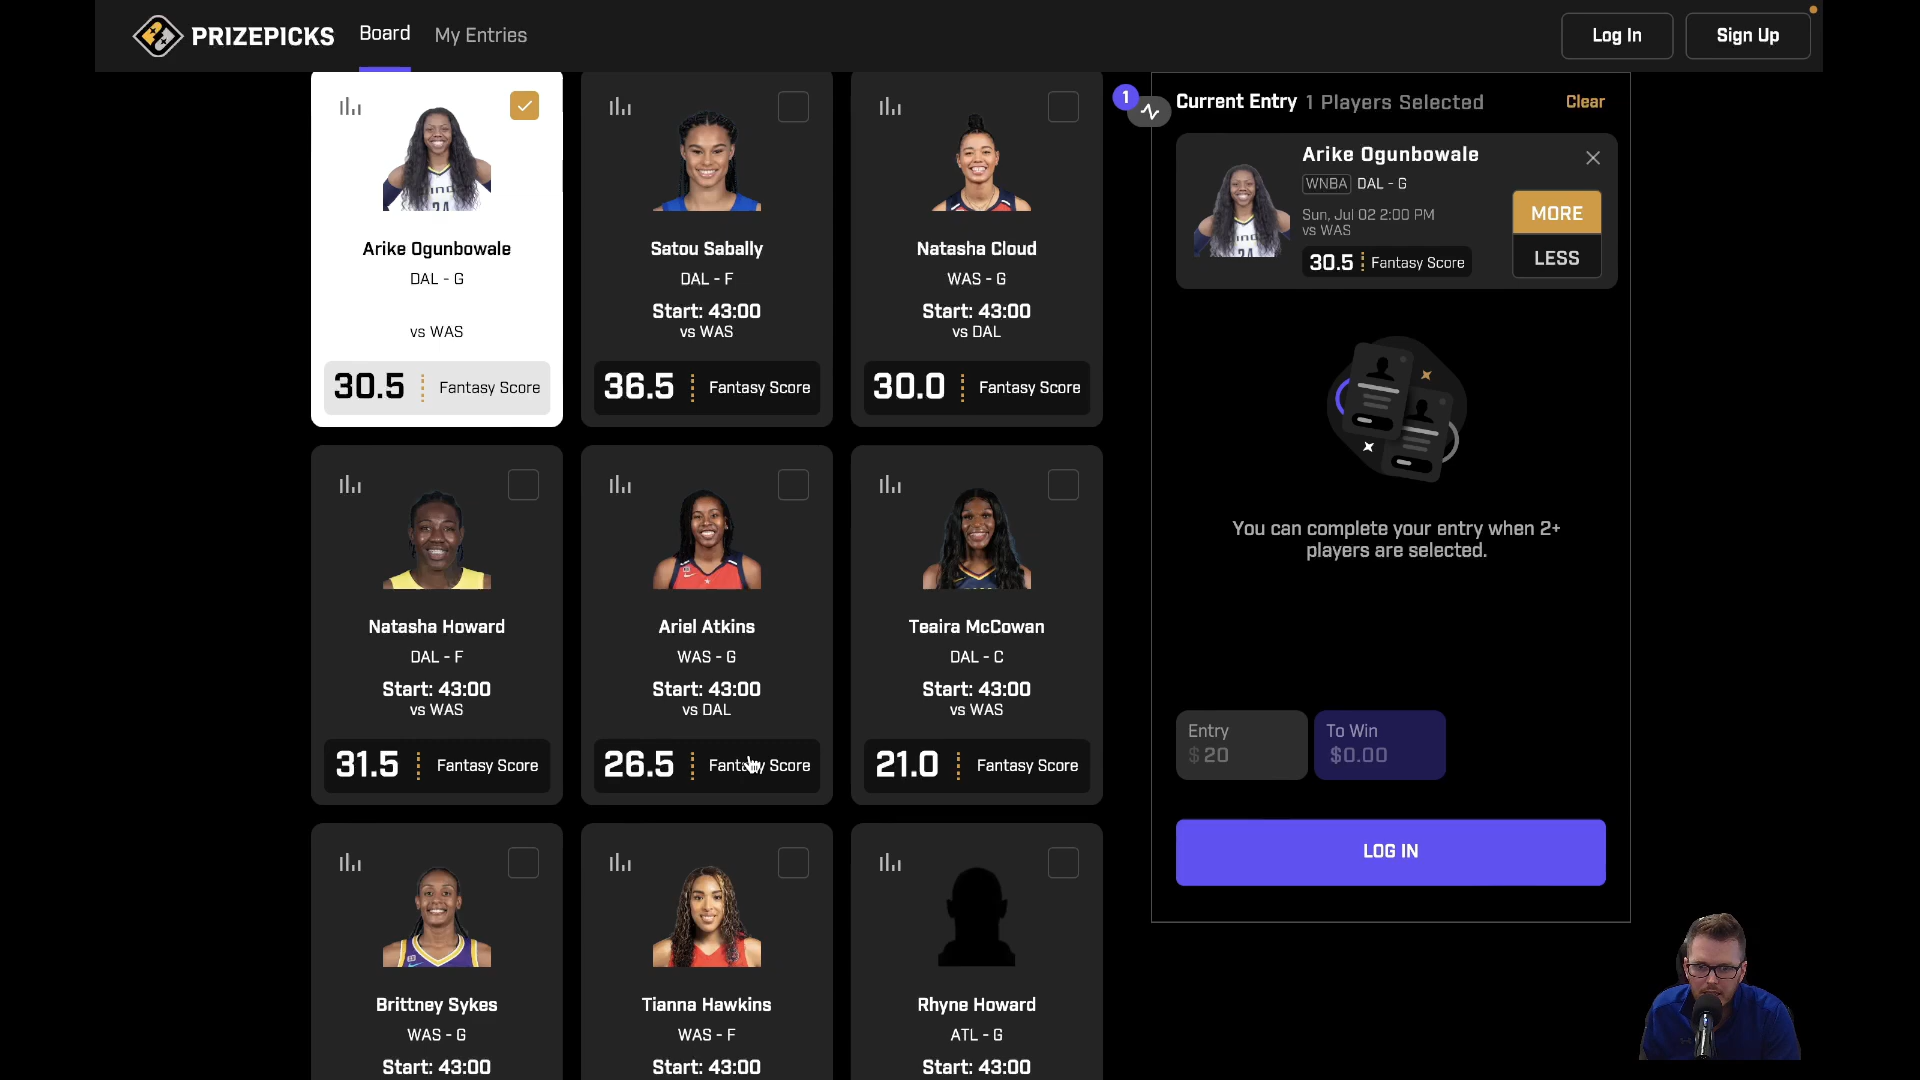 PRIZEPICKS
Board
My Entries
Log In
Sign Up
Arike Ogunbowale
DAL - G
vs WAS
30.5 Fantasy Score
Satou Sabally
DAL - F
Start: 43:00
vs WAS
36.5 Fantasy Score
Natasha Cloud
WAS - G
Start: 43:00
vs DAL
30.0 Fantasy Score
Natasha Howard
DAL - F
Start: 43:00
vs WAS
31.5 Fantasy Score
Ariel Atkins
WAS - G
Start: 43:00
vs DAL
26.5 Fantasy Score
Teaira McCowan
DAL - C
Start: 43:00
vs WAS
21.0 Fantasy Score
Brittney Sykes
WAS - G
Start: 43:00
Tianna Hawkins
WAS - F
Start: 43:00
Rhyne Howard
ATL - G
Start: 43:00
1
Current Entry 1 Players Selected
Clear
Arike Ogunbowale
WNBA DAL - G
Sun, Jul 02 2:00 PM
vs WAS
30.5 Fantasy Score
MORE
LESS
You can complete your entry when 2+
players are selected.
Entry
$ 20
To Win
$0.00
LOG IN